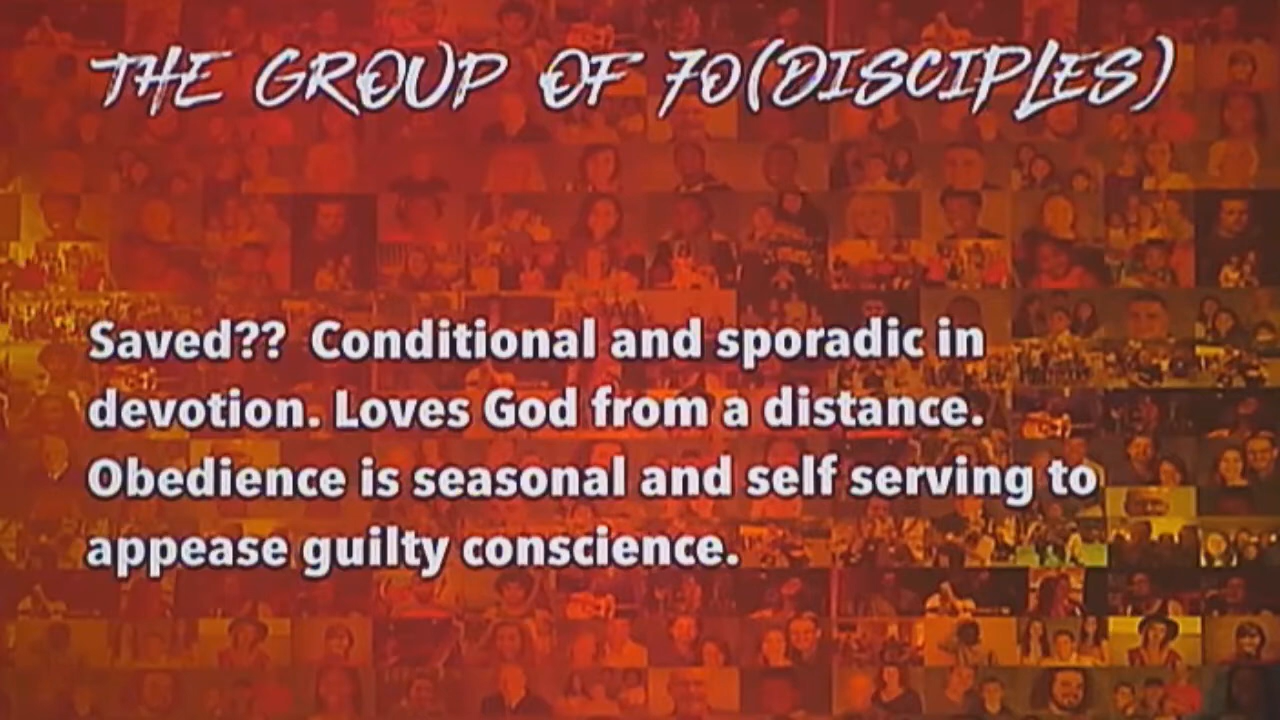 THE GROUP OF 70(DISCIPLES)
Saved?? Conditional and sporadic in
devotion. Loves God from a distance.
Obedience is seasonal and self serving to
appease guilty conscience.